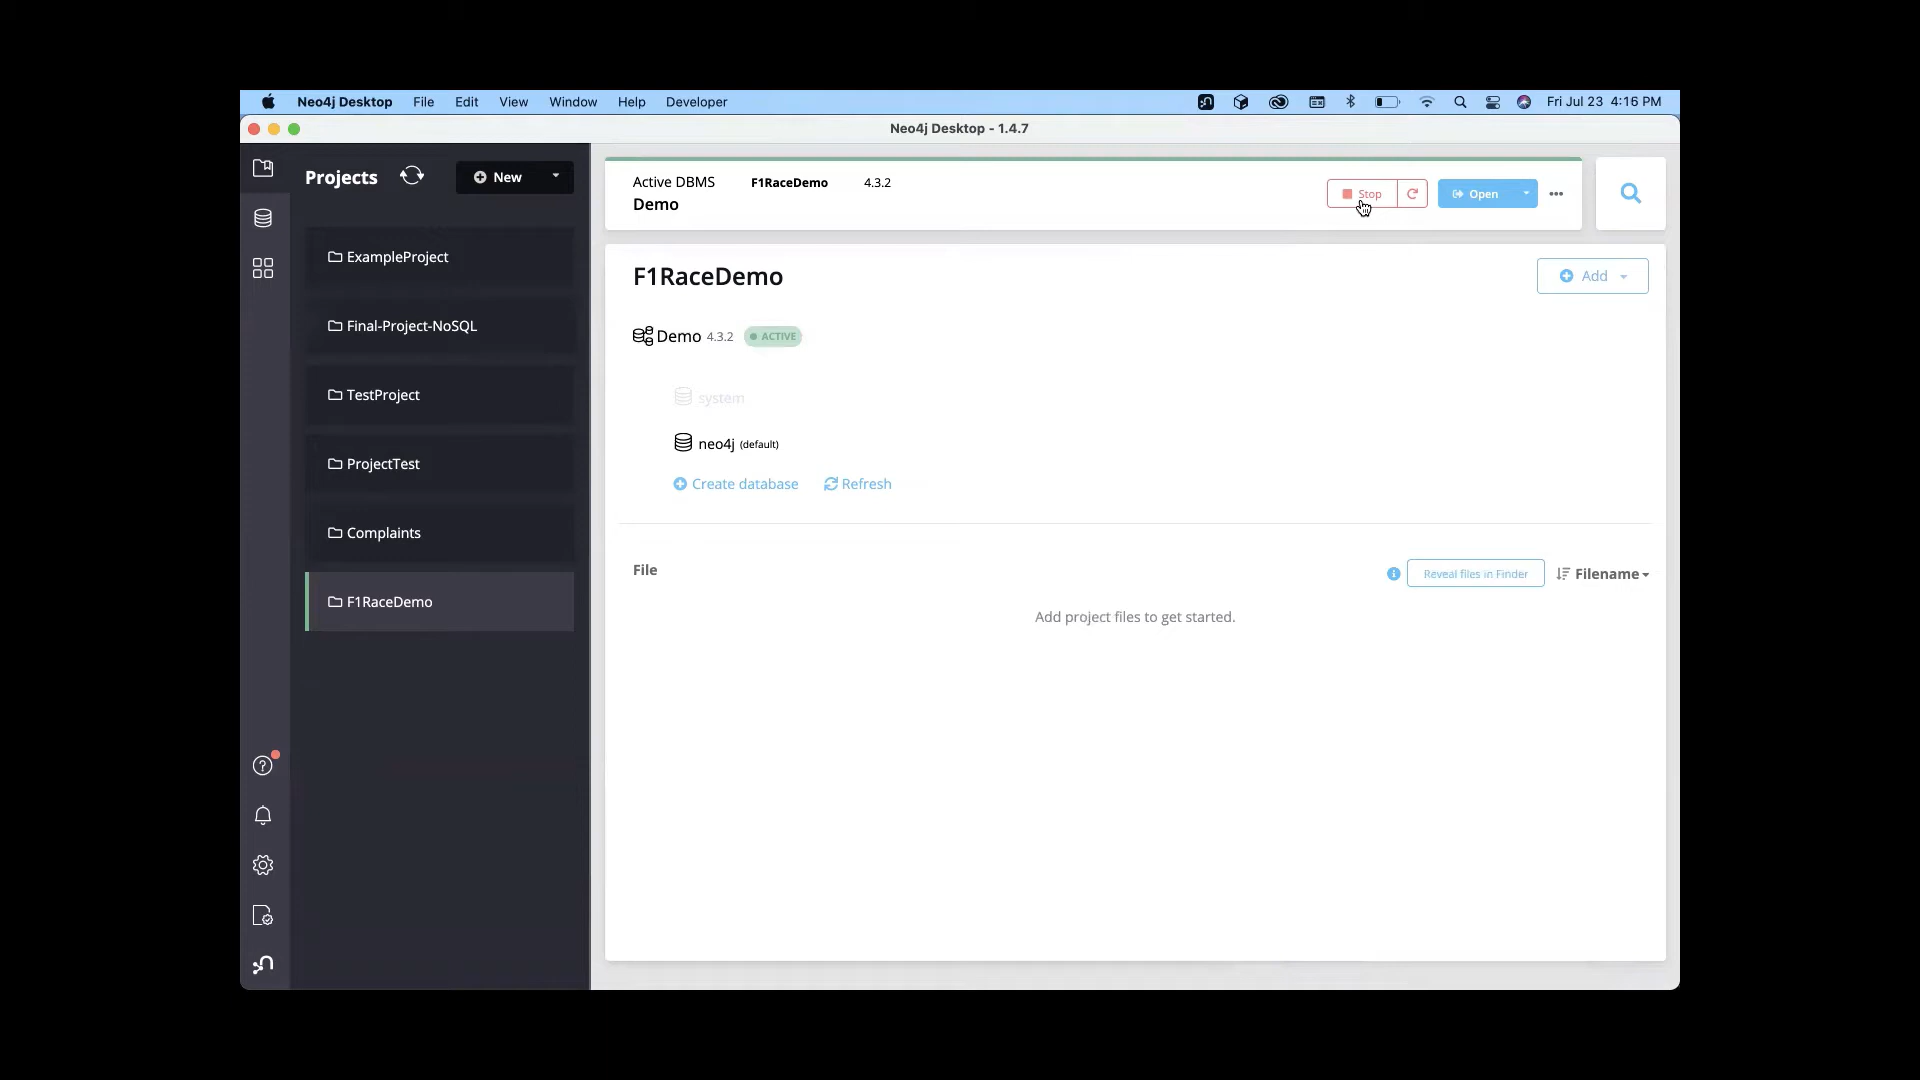 Neo4j Desktop File Edit View Window Help Developer Fri Jul 23 4:16 PM
Neo4j Desktop - 1.4.7
Projects
New
ExampleProject
Final-Project-NoSQL
TestProject
ProjectTest
Complaints
F1RaceDemo
Active DBMS F1RaceDemo 4.3.2
Demo
Stop
Open
F1RaceDemo
Add
Demo 4.3.2 ACTIVE
system
neo4j (default)
Create database Refresh
File
Reveal files in Finder Filename
Add project files to get started.